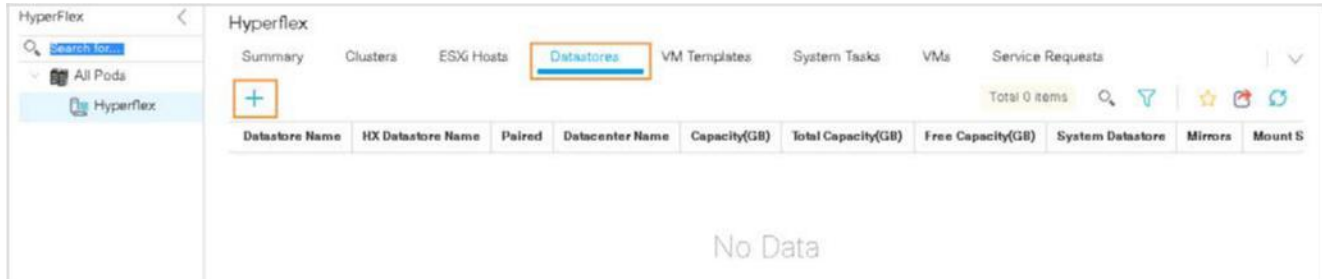 HyperFlex
Search for...
All Pods
Hyperflex
Hyperflex
Summary Clusters ESXi Hosts Datastores VM Templates System Tasks VMs Service Requests
Total 0 items
Datastore Name HX Datastore Name Paired Datacenter Name Capacity(GB) Total Capacity(GB) Free Capacity(GB) System Datastore Mirrors Mount S
No Data